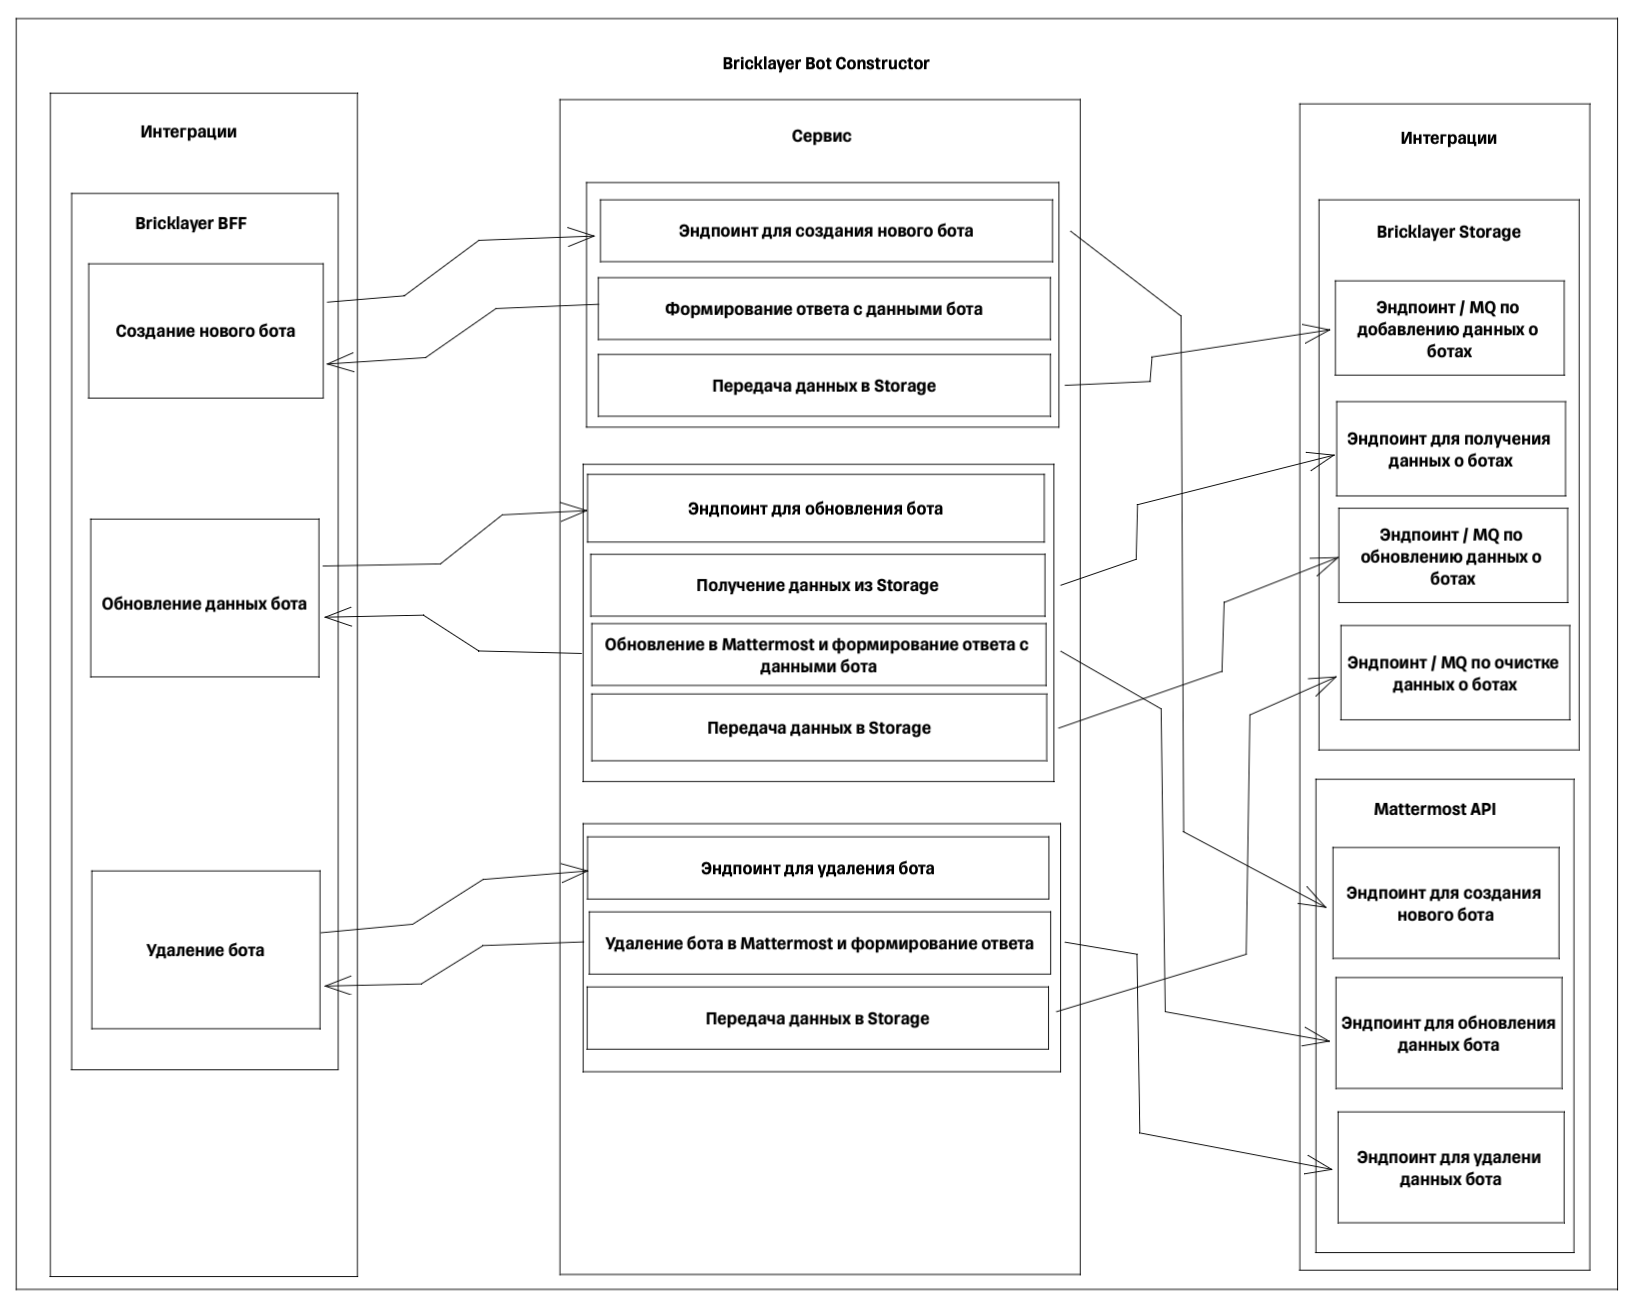 Bricklayer Bot Constructor
Интеграции
Bricklayer BFF
Создание нового бота
Обновление данных бота
Удаление бота
Сервис
Эндпоинт для создания нового бота
Формирование ответа с данными бота
Передача данных в Storage
Эндпоинт для обновления бота
Получение данных из Storage
Обновление в Mattermost и формирование ответа с
данными бота
Передача данных в Storage
Эндпоинт для удаления бота
Удаление бота в Mattermost и формирование ответа
Передача данных в Storage
Интеграции
Bricklayer Storage
Эндпоинт / MQ по
добавлению данных о
ботах
Эндпоинт для получения
данных о ботах
Эндпоинт / MQ по
обновлению данных о
ботах
Эндпоинт / MQ по очистке
данных о ботах
Mattermost API
Эндпоинт для создания
нового бота
Эндпоинт для обновления
данных бота
Эндпоинт для удалени
данных бота